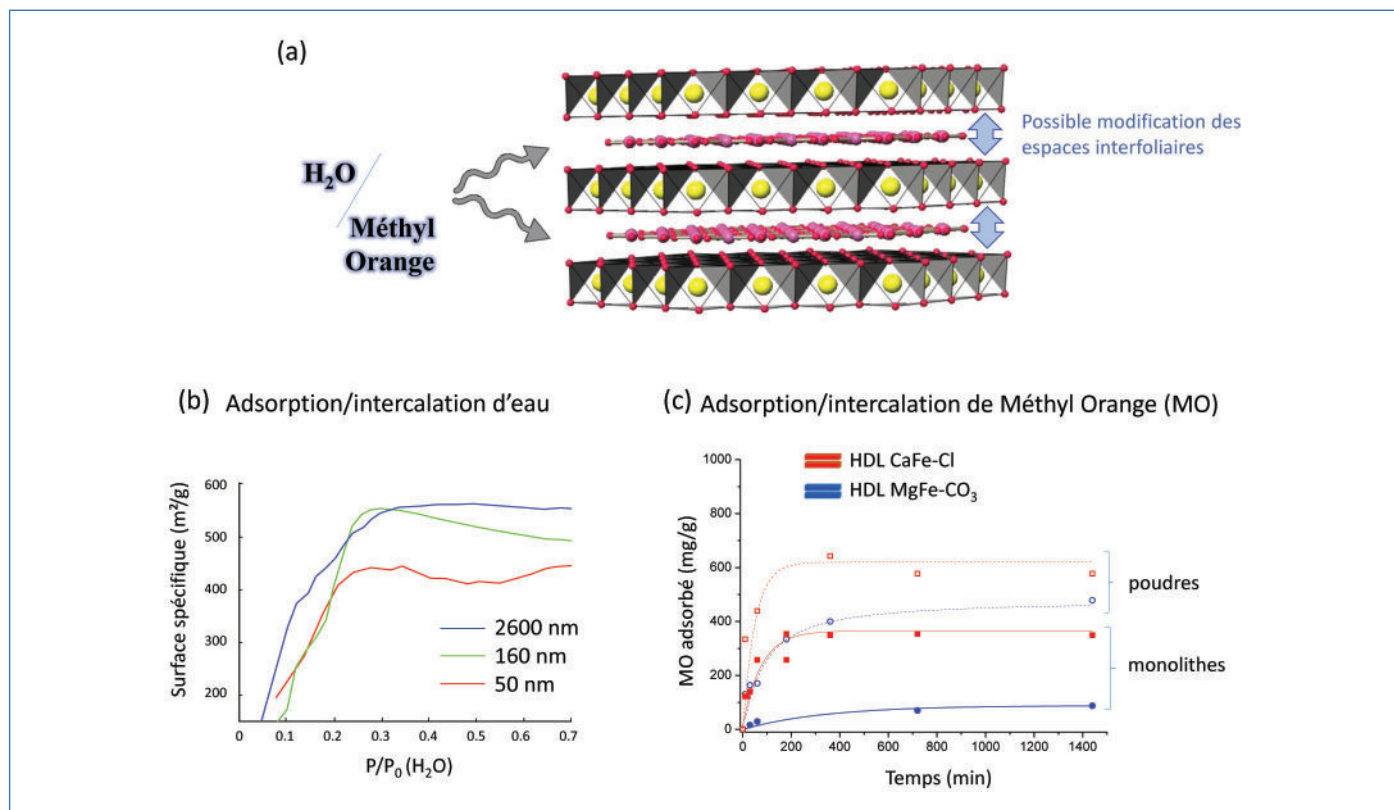 (a)
H₂O
Méthyl
Orange
Possible modification des
espaces interfoliaires
(b) Adsorption/intercalation d'eau
Surface spécifique (m²/g)
600
500
400
300
200
2600 nm
160 nm
50 nm
0 0.1 0.2 0.3 0.4 0.5 0.6 0.7
P/P₀ (H₂O)
(c) Adsorption/intercalation de Méthyl Orange (MO)
HDL CaFe-Cl
HDL MgFe-CO₃
MO adsorbé (mg/g)
1000
800
600
400
200
0
poudres
monolithes
0 200 400 600 800 1000 1200 1400
Temps (min)